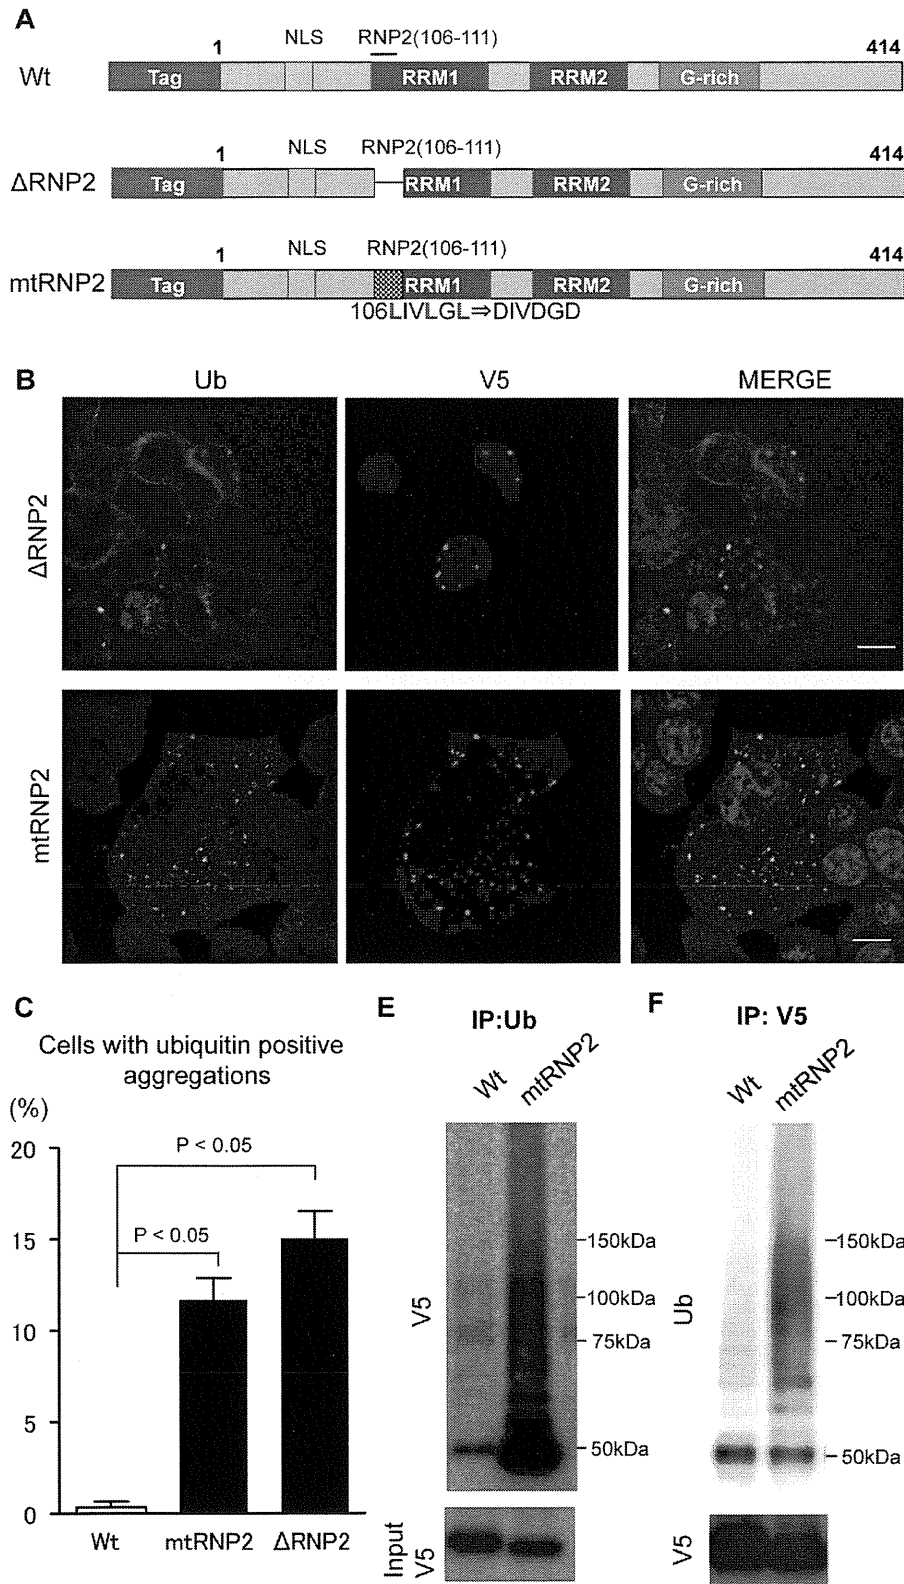 A
1 NLS RNP2(106-111) 414
Wt Tag RRM1 RRM2 G-rich
1 NLS RNP2(106-111) 414
ΔRNP2 Tag RRM1 RRM2 G-rich
1 NLS RNP2(106-111) 414
mtRNP2 Tag RRM1 RRM2 G-rich
106LIVLGL⇒DIVDGD
B
Ub V5 MERGE
ΔRNP2
mtRNP2
C
Cells with ubiquitin positive
aggregations
(%)
20
15
10
5
0
P < 0.05
P < 0.05
Wt mtRNP2 ΔRNP2
E
IP:Ub
Wt mtRNP2
V5
150kDa
100kDa
75kDa
50kDa
Input
V5
F
IP: V5
Wt mtRNP2
Ub
150kDa
100kDa
75kDa
50kDa
V5